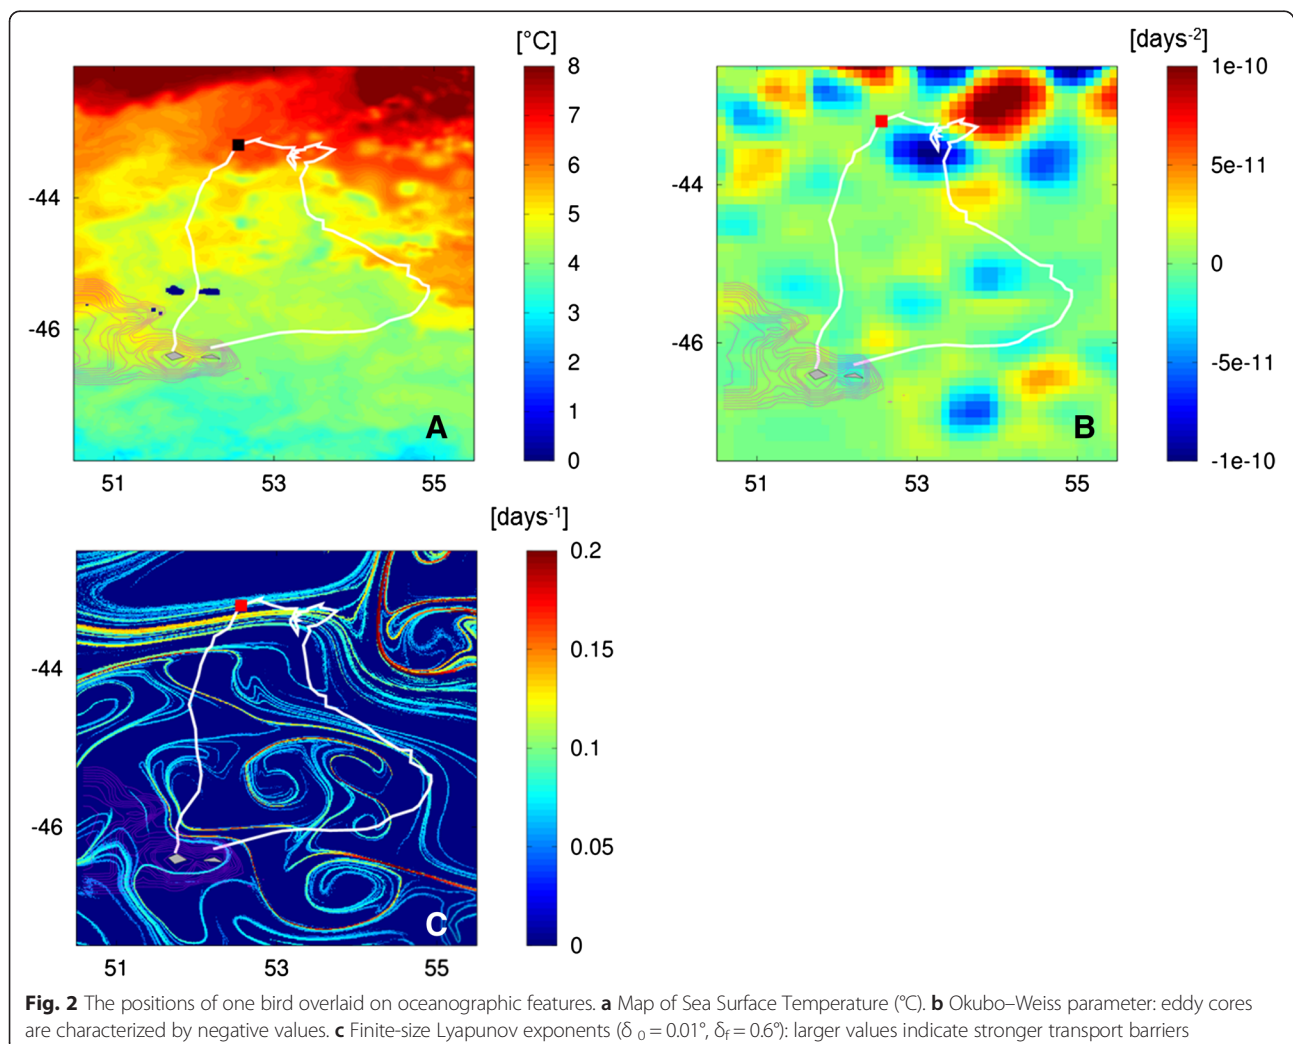 [°C]
8
7
6
5
4
3
2
1
0
-44
-46
51
53
55
A
[days-2]
1e-10
5e-11
0
-5e-11
-1e-10
-44
-46
51
53
55
B
[days-1]
0.2
0.15
0.1
0.05
0
-44
-46
51
53
55
C
Fig. 2 The positions of one bird overlaid on oceanographic features. a Map of Sea Surface Temperature (°C). b Okubo–Weiss parameter: eddy cores
are characterized by negative values. c Finite-size Lyapunov exponents (δ 0 = 0.01°, δf = 0.6°): larger values indicate stronger transport barriers